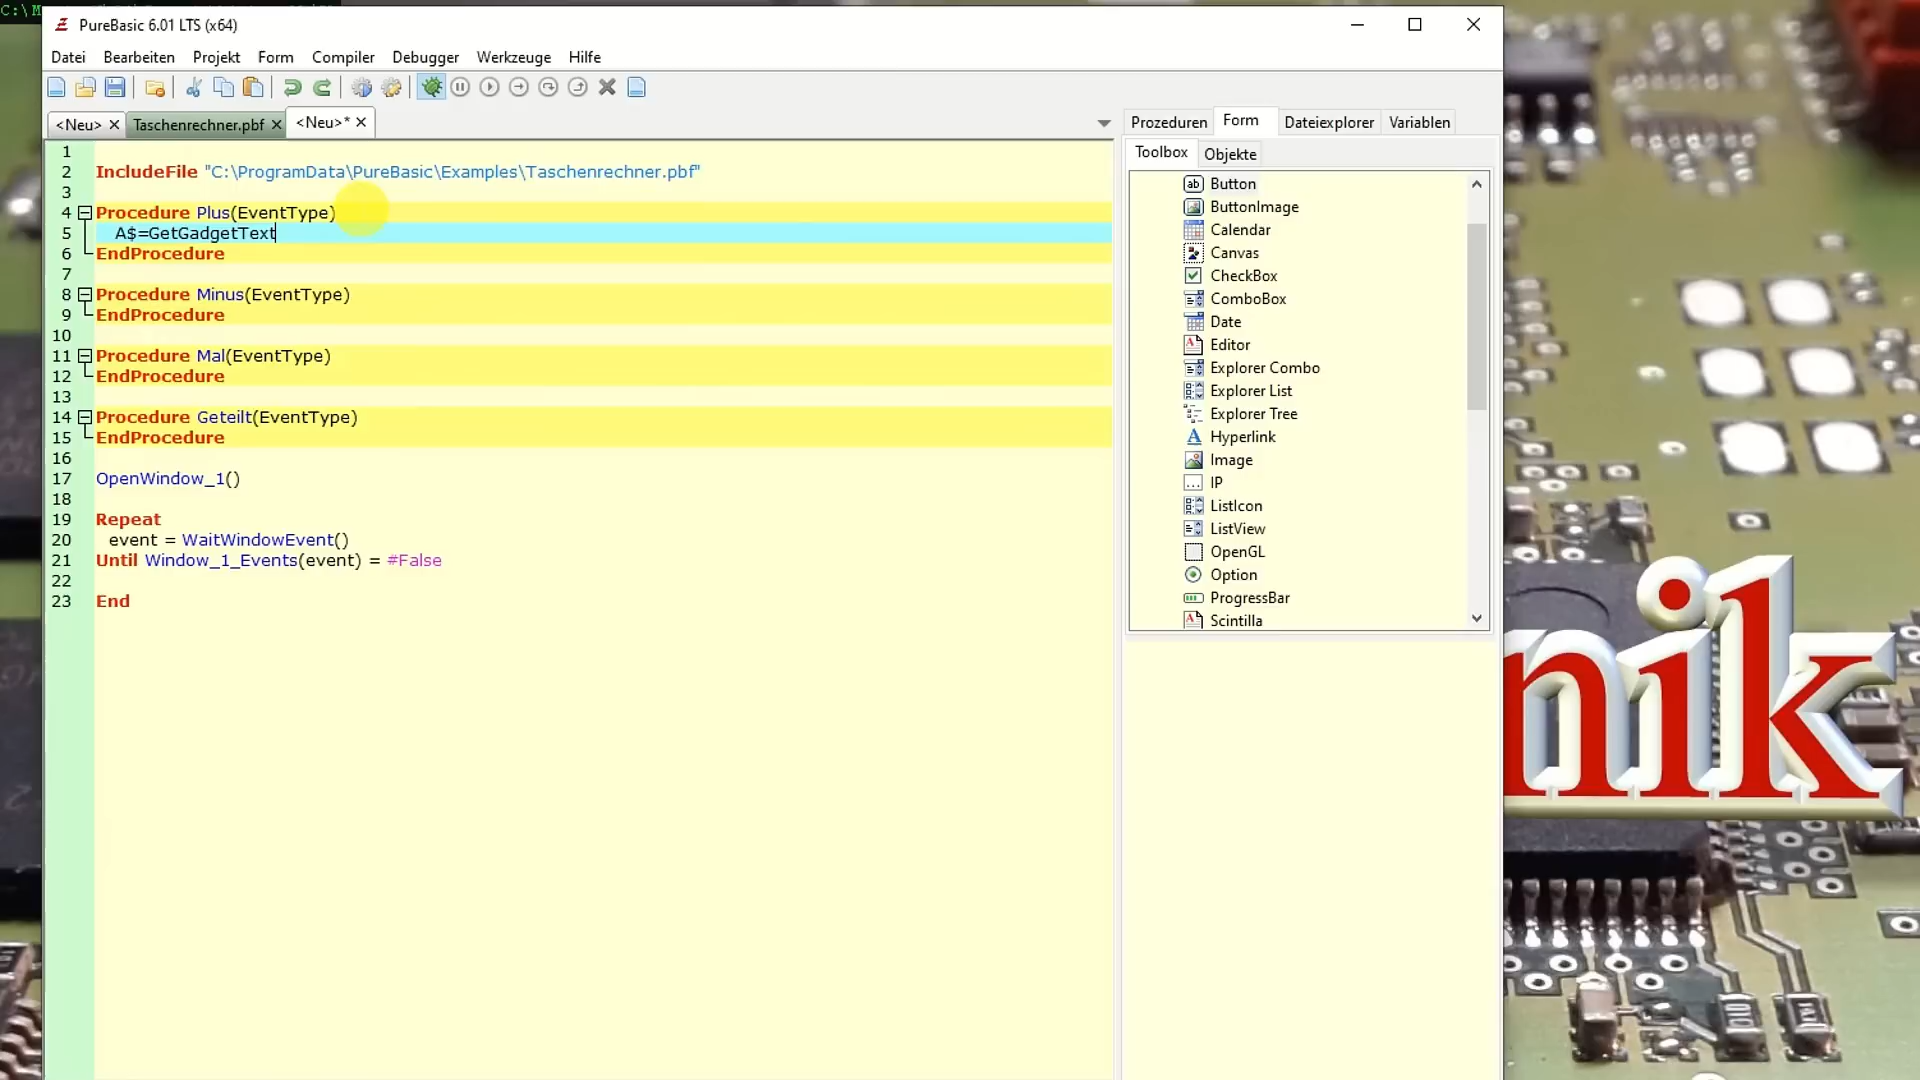 PureBasic 6.01 LTS (x64)
Datei Bearbeiten Projekt Form Compiler Debugger Werkzeuge Hilfe
<Neu> Taschenrechner.pbf <Neu>*
1
2 IncludeFile "C:\ProgramData\PureBasic\Examples\Taschenrechner.pbf"
3
4 Procedure Plus(EventType)
5 A$=GetGadgetText
6 EndProcedure
7
8 Procedure Minus(EventType)
9 EndProcedure
10
11 Procedure Mal(EventType)
12 EndProcedure
13
14 Procedure Geteilt(EventType)
15 EndProcedure
16
17 OpenWindow_1()
18
19 Repeat
20 event = WaitWindowEvent()
21 Until Window_1_Events(event) = #False
22
23 End
Prozeduren Form Dateiexplorer Variablen
Toolbox Objekte
Button
ButtonImage
Calendar
Canvas
CheckBox
ComboBox
Date
Editor
Explorer Combo
Explorer List
Explorer Tree
Hyperlink
Image
IP
ListIcon
ListView
OpenGL
Option
ProgressBar
Scintilla
nik